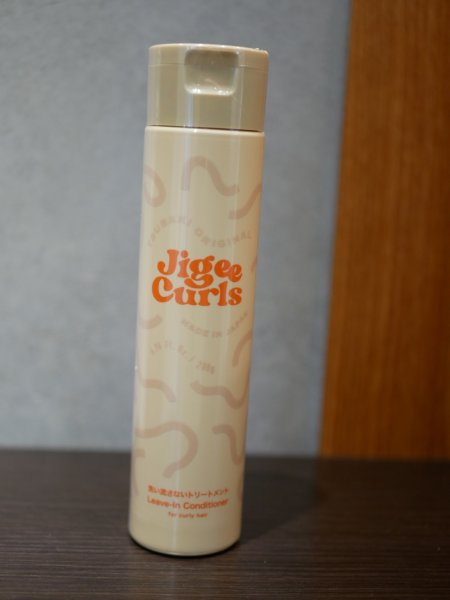 TSUBAKI ORIGINAL
Jigee
Curls
MADE IN JAPAN
洗い流さないトリートメント
Leave-In Conditioner
for curly hair